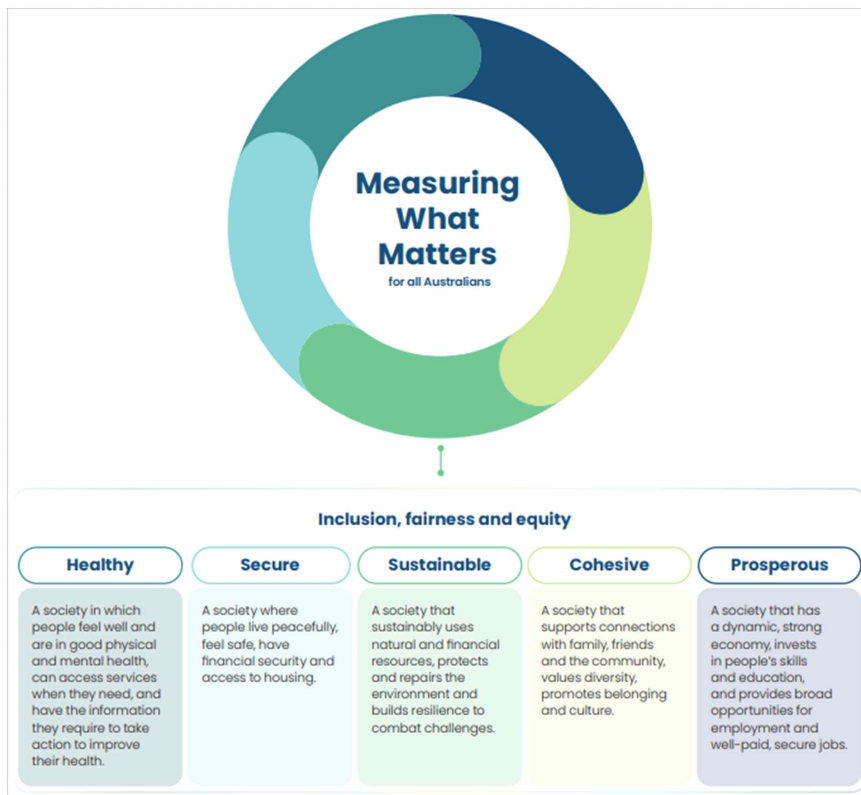 Measuring
What
Matters
for all Australians
Inclusion, fairness and equity
Healthy
A society in which
people feel well and
are in good physical
and mental health,
can access services
when they need, and
have the information
they require to take
action to improve
their health.
Secure
A society where
people live peacefully,
feel safe, have
financial security and
access to housing.
Sustainable
A society that
sustainably uses
natural and financial
resources, protects
and repairs the
environment and
builds resilience to
combat challenges.
Cohesive
A society that
supports connections
with family, friends
and the community,
values diversity,
promotes belonging
and culture.
Prosperous
A society that has
a dynamic, strong
economy, invests
in people’s skills
and education,
and provides broad
opportunities for
employment and
well-paid, secure jobs.